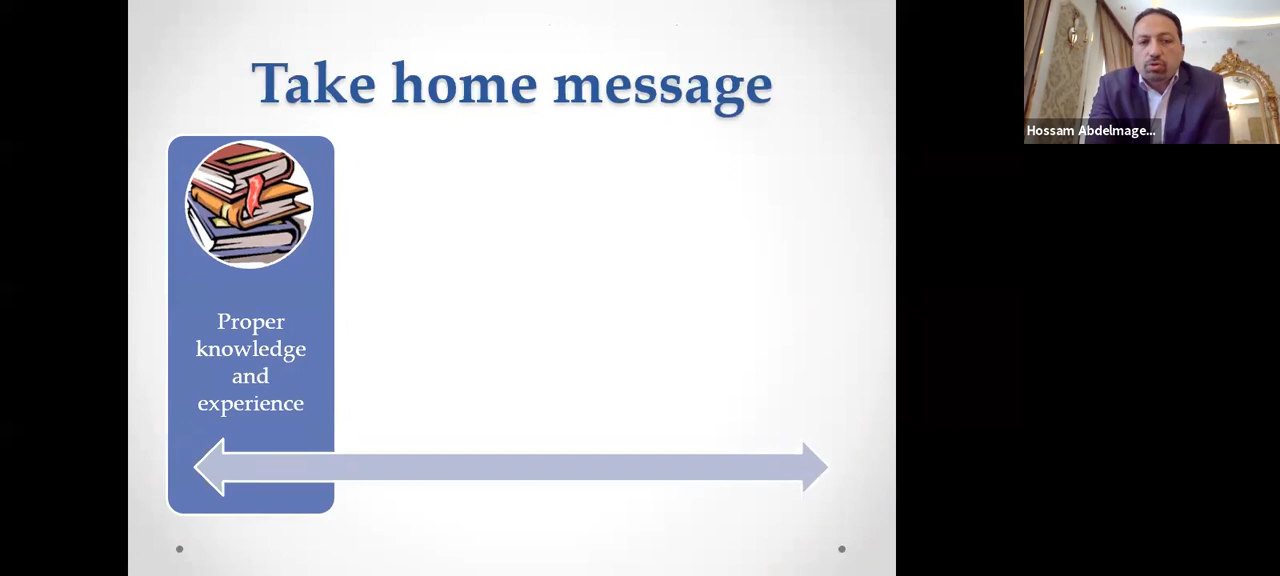 Take home message
Proper
knowledge
and
experience
Hossam Abdelmage...